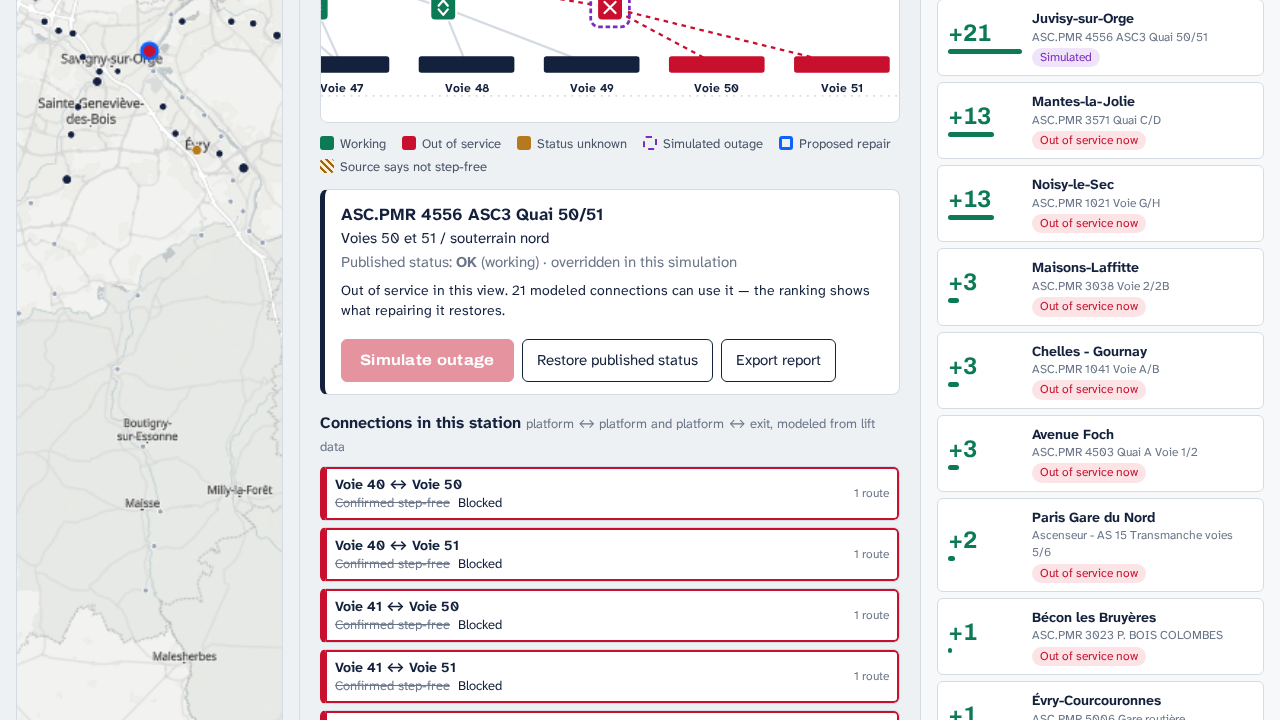 Savigny-sur-Orge
Sainte-Geneviève-
des-Bois
Évry
Boutigny-
sur-Essonne
Maisse
Milly-la-Forêt
Malesherbes
Voie 47
Voie 48
Voie 49
Voie 50
Voie 51
Working
Out of service
Status unknown
Simulated outage
Proposed repair
Source says not step-free
ASC.PMR 4556 ASC3 Quai 50/51
Voies 50 et 51 / souterrain nord
Published status: OK (working) · overridden in this simulation
Out of service in this view. 21 modeled connections can use it — the ranking shows
what repairing it restores.
Simulate outage
Restore published status
Export report
Connections in this station platform ↔ platform and platform ↔ exit, modeled from lift
data
Voie 40 ↔ Voie 50
Confirmed step-free Blocked
1 route
Voie 40 ↔ Voie 51
Confirmed step-free Blocked
1 route
Voie 41 ↔ Voie 50
Confirmed step-free Blocked
1 route
Voie 41 ↔ Voie 51
Confirmed step-free Blocked
1 route
+21
Juvisy-sur-Orge
ASC.PMR 4556 ASC3 Quai 50/51
Simulated
+13
Mantes-la-Jolie
ASC.PMR 3571 Quai C/D
Out of service now
+13
Noisy-le-Sec
ASC.PMR 1021 Voie G/H
Out of service now
+3
Maisons-Laffitte
ASC.PMR 3038 Voie 2/2B
Out of service now
+3
Chelles - Gournay
ASC.PMR 1041 Voie A/B
Out of service now
+3
Avenue Foch
ASC.PMR 4503 Quai A Voie 1/2
Out of service now
+2
Paris Gare du Nord
Ascenseur - AS 15 Transmanche voies
5/6
Out of service now
+1
Bécon les Bruyères
ASC.PMR 3023 P. BOIS COLOMBES
Out of service now
+1
Évry-Courcouronnes
ASC.PMR 5006 Gare routière